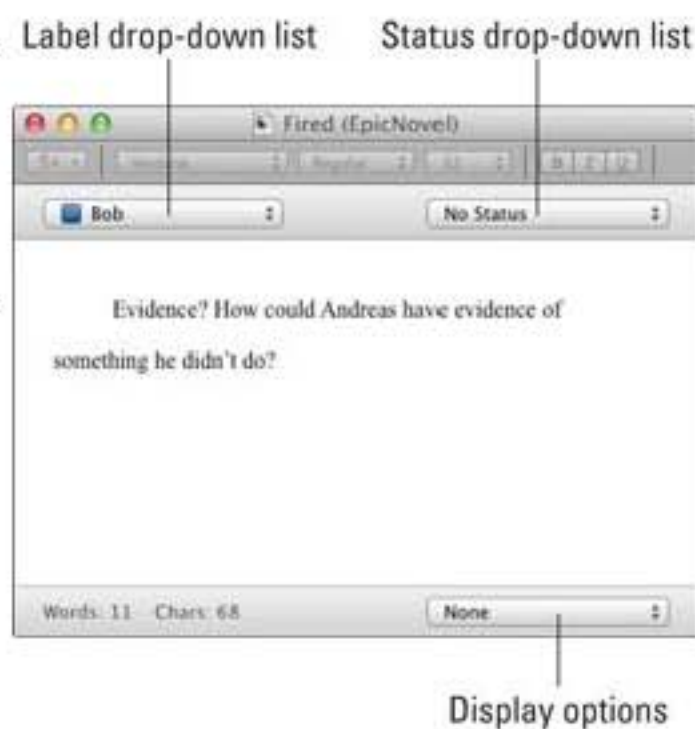 Label drop-down list Status drop-down list
Fired (EpicNovel)
Regular B I U
Bob No Status
Evidence? How could Andreas have evidence of
something he didn't do?
Words: 11 Chars: 68 None
Display options